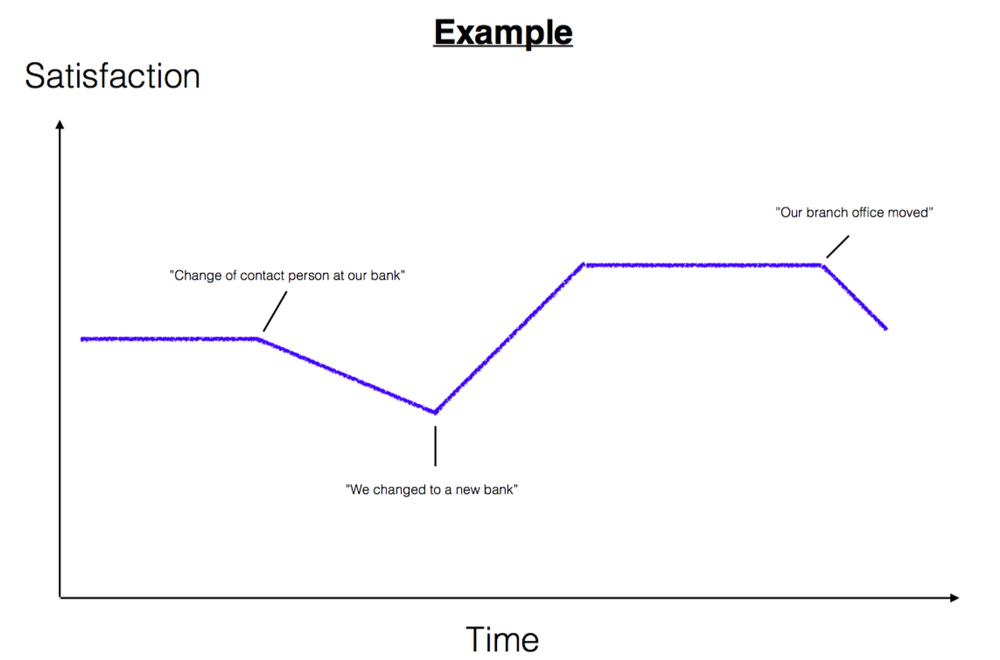 Example
Satisfaction
"Our branch office moved"
"Change of contact person at our bank"
"We changed to a new bank"
Time